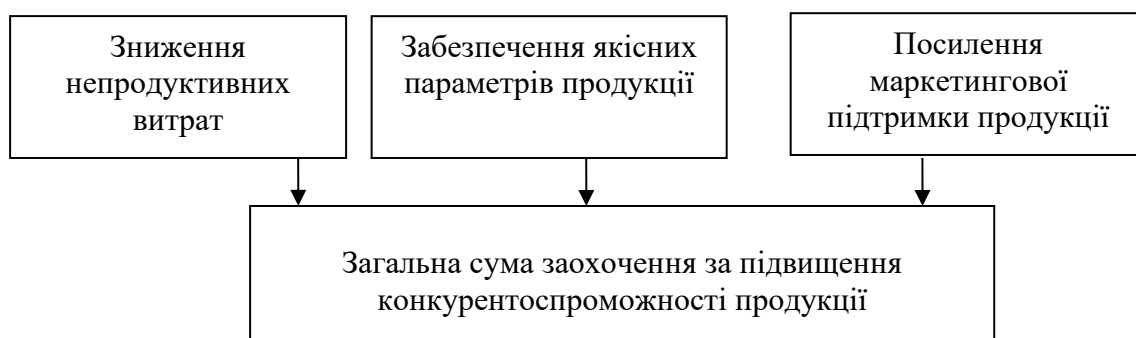 Зниження
непродуктивних
витрат
Забезпечення якісних
параметрів продукції
Посилення
маркетингової
підтримки продукції
Загальна сума заохочення за підвищення
конкурентоспроможності продукції